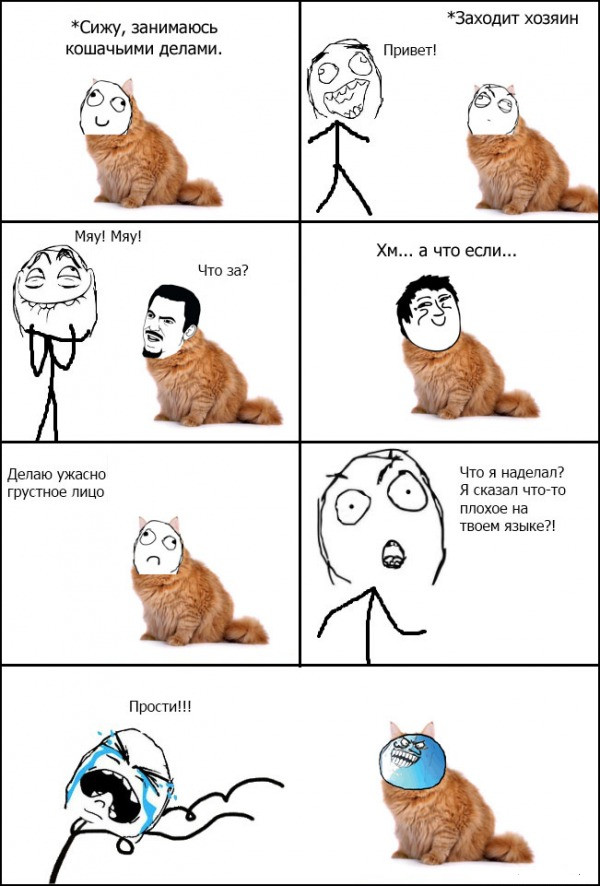 *Сижу, занимаюсь
кошачьими делами.
*Заходит хозяин
Привет!
Мяу! Мяу!
Что за?
Хм... а что если...
Делаю ужасно
грустное лицо
Что я наделал?
Я сказал что-то
плохое на
твоем языке?!
Прости!!!